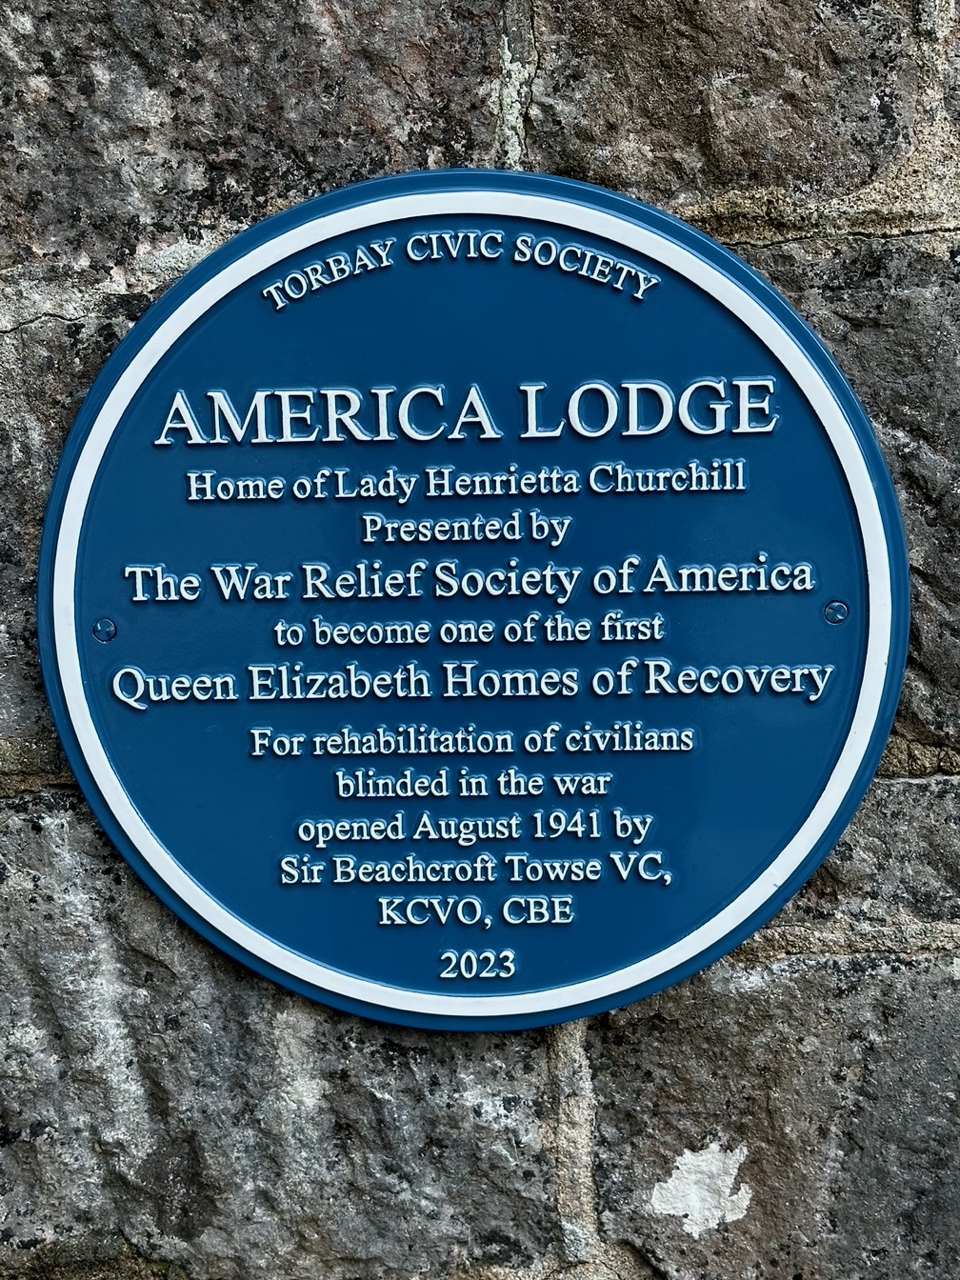 TORBAY CIVIC SOCIETY
AMERICA LODGE
Home of Lady Henrietta Churchill
Presented by
The War Relief Society of America
to become one of the first
Queen Elizabeth Homes of Recovery
For rehabilitation of civilians
blinded in the war
opened August 1941 by
Sir Beachcroft Towse VC,
KCVO, CBE
2023